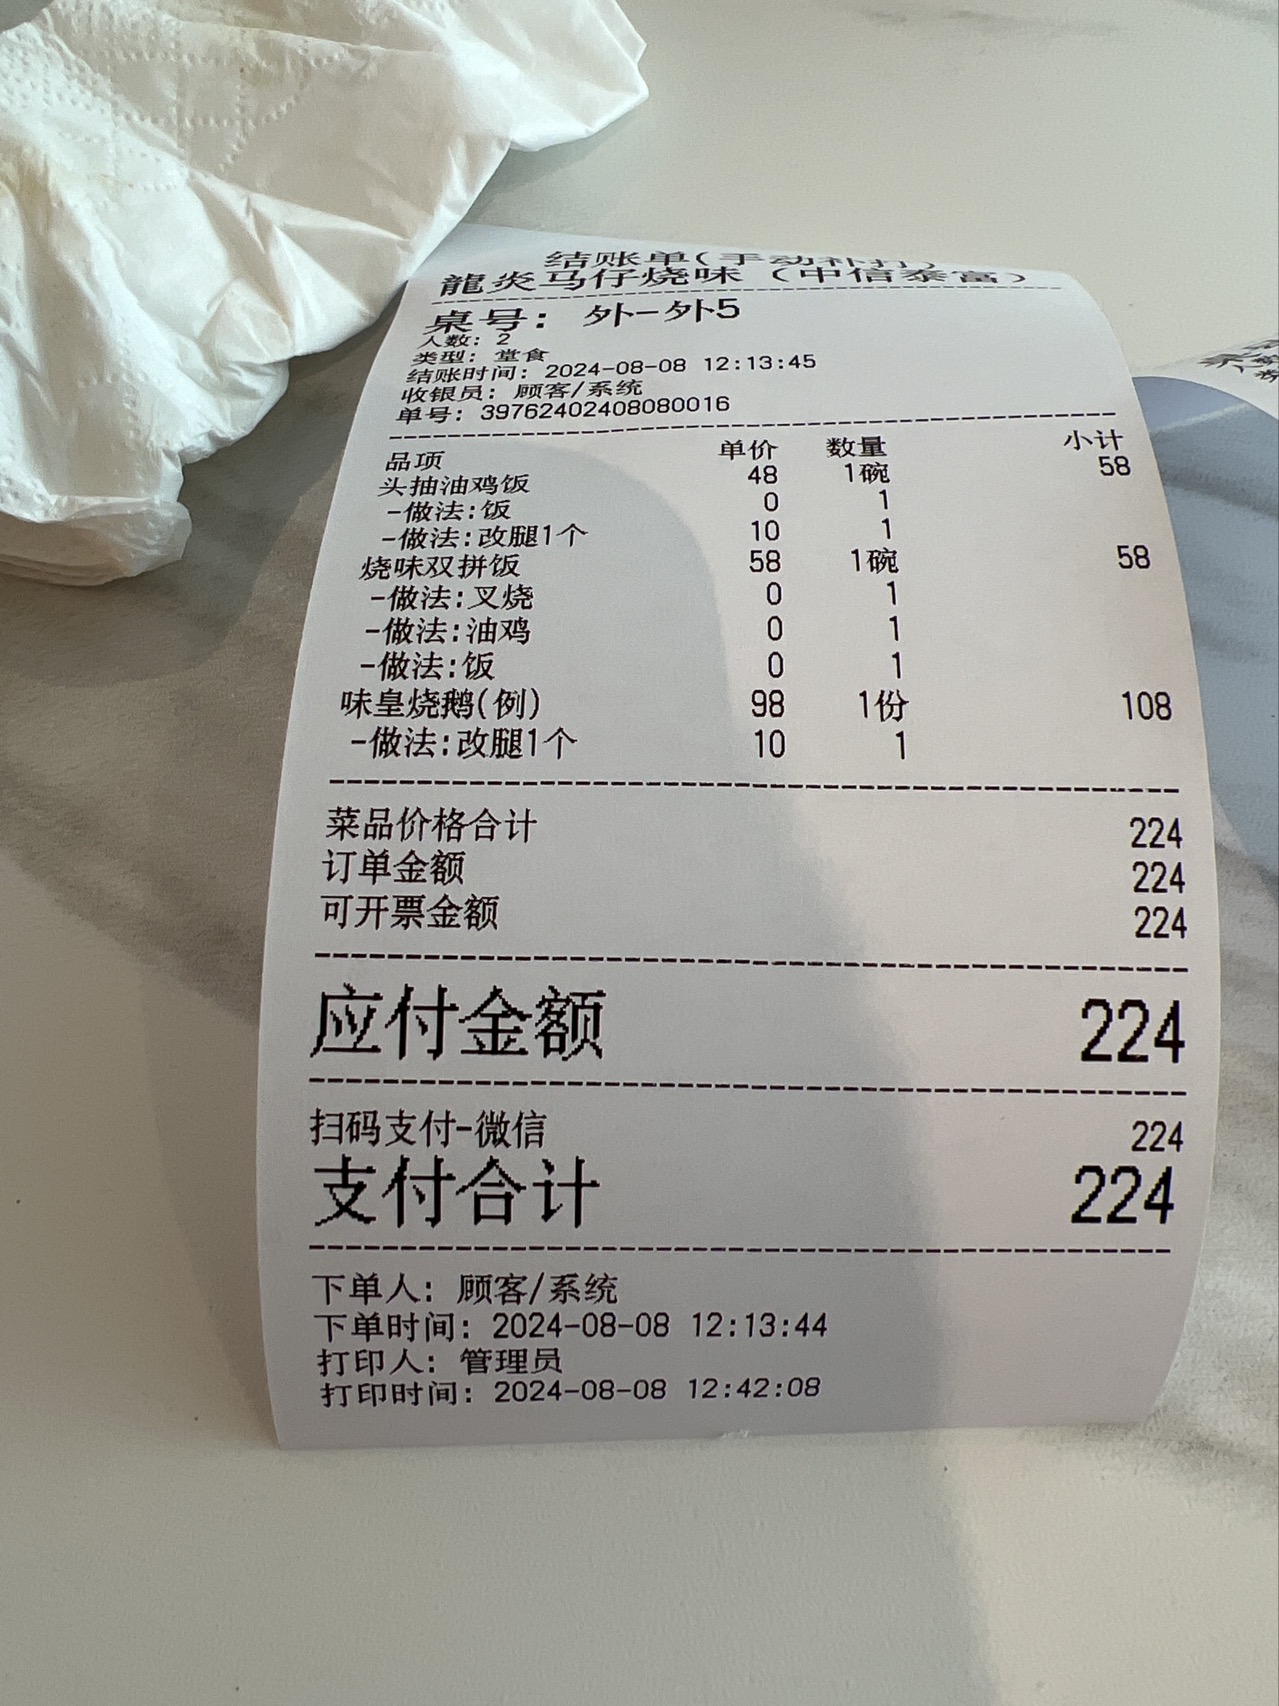 结账单(手动补打)
龍炎马仔烧味（中信泰富）
桌号: 外-外5
人数: 2
类型: 堂食
结账时间: 2024-08-08 12:13:45
收银员: 顾客/系统
单号: 39762402408080016
品项 单价 数量 小计
头抽油鸡饭 48 1碗 58
-做法:饭 0 1
-做法:改腿1个 10 1
烧味双拼饭 58 1碗 58
-做法:叉烧 0 1
-做法:油鸡 0 1
-做法:饭 0 1
味皇烧鹅(例) 98 1份 108
-做法:改腿1个 10 1
菜品价格合计 224
订单金额 224
可开票金额 224
应付金额 224
扫码支付-微信 224
支付合计 224
下单人: 顾客/系统
下单时间: 2024-08-08 12:13:44
打印人: 管理员
打印时间: 2024-08-08 12:42:08